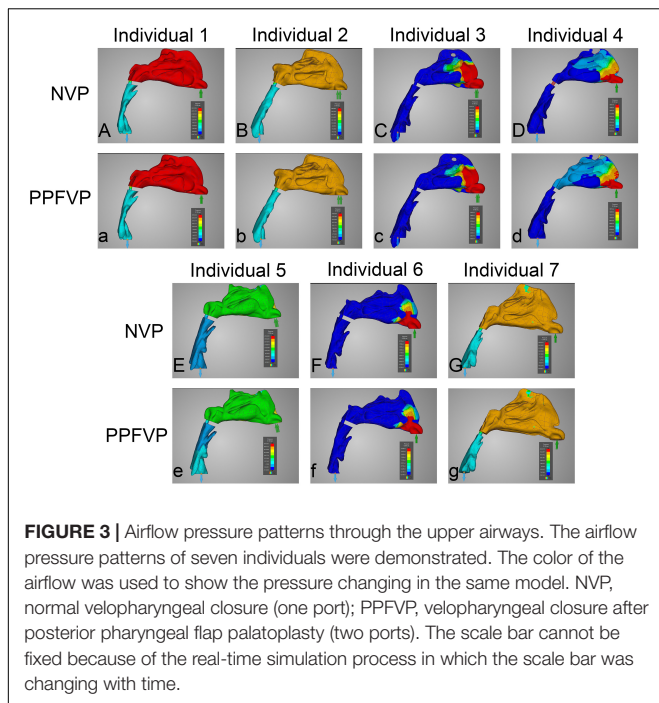 Individual 1 Individual 2 Individual 3 Individual 4
NVP
A B C D
PPFVP
a b c d
Individual 5 Individual 6 Individual 7
NVP
E F G
PPFVP
e f g
FIGURE 3 | Airflow pressure patterns through the upper airways. The airflow
pressure patterns of seven individuals were demonstrated. The color of the
airflow was used to show the pressure changing in the same model. NVP,
normal velopharyngeal closure (one port); PPFVP, velopharyngeal closure after
posterior pharyngeal flap palatoplasty (two ports). The scale bar cannot be
fixed because of the real-time simulation process in which the scale bar was
changing with time.